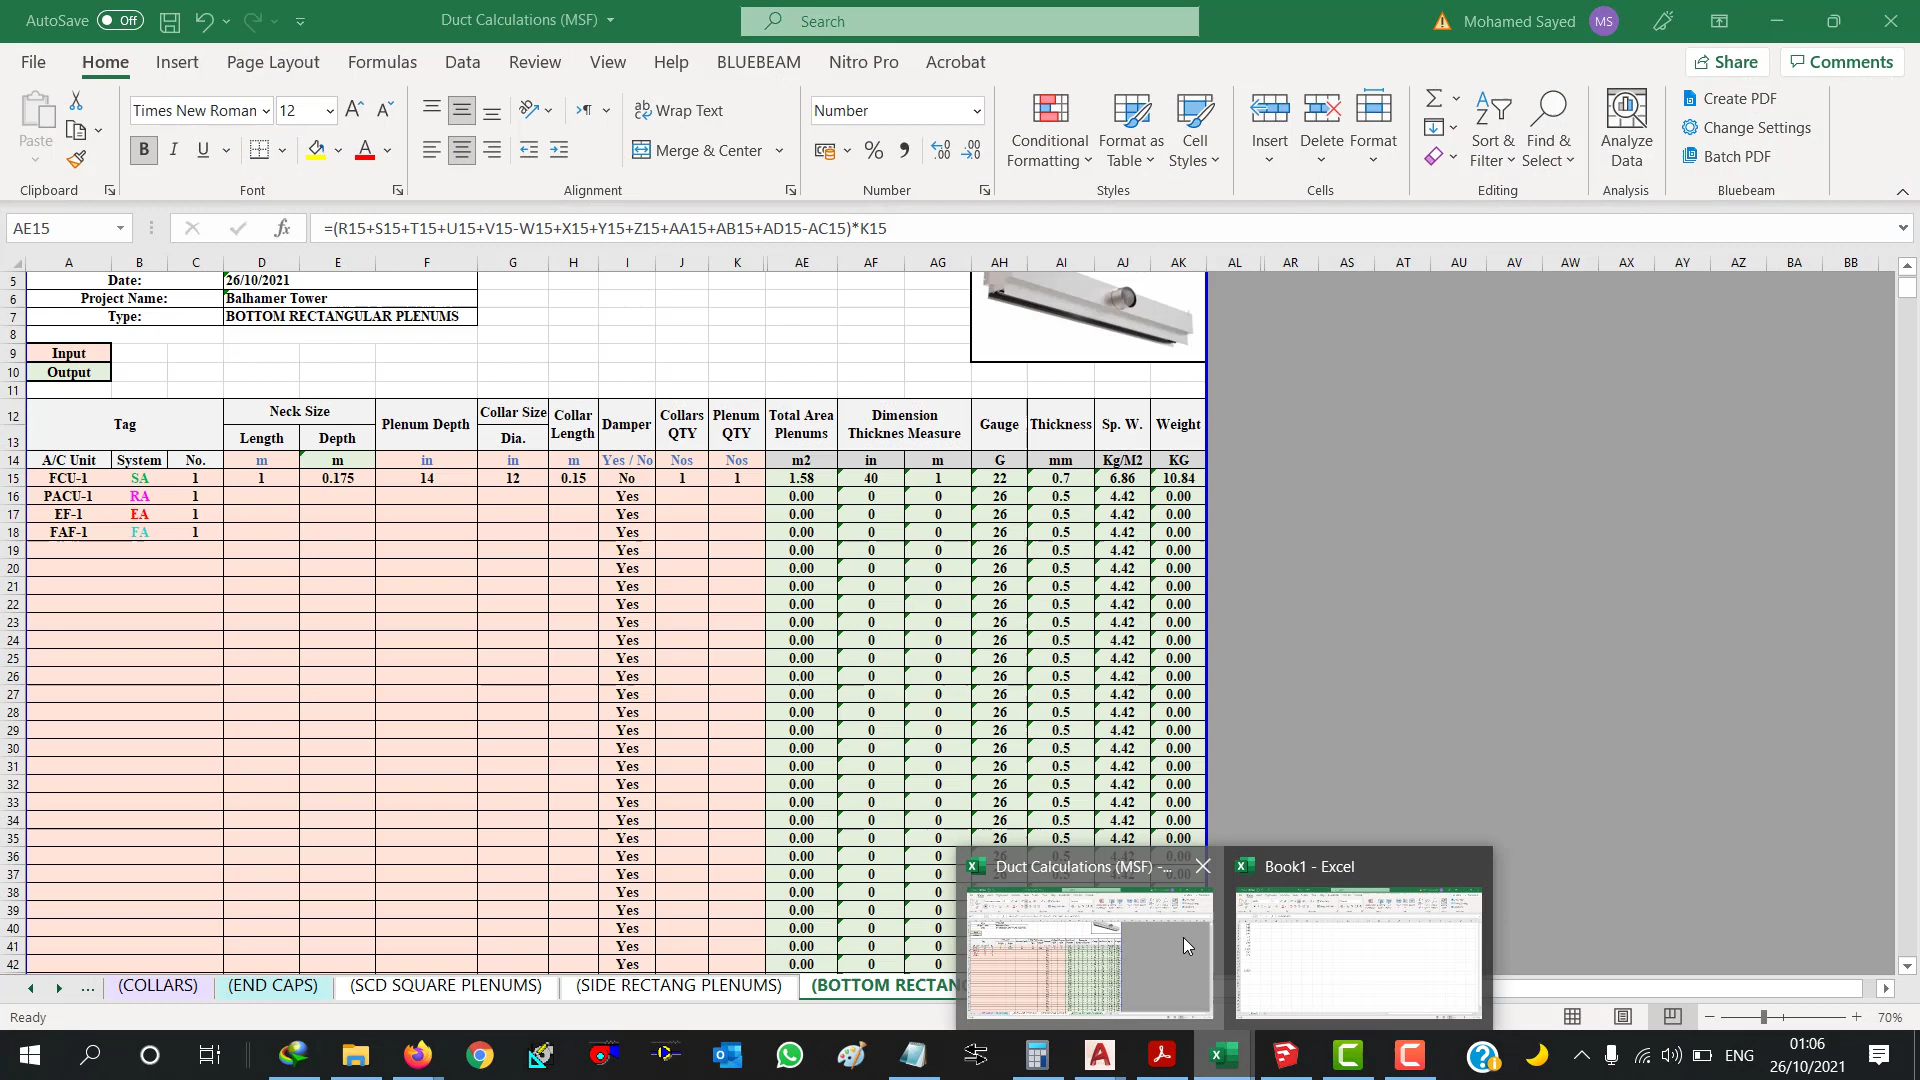 AutoSave Off Duct Calculations (MSF) Search Mohamed Sayed MS
File Home Insert Page Layout Formulas Data Review View Help BLUEBEAM Nitro Pro Acrobat Share Comments
Times New Roman 12 Wrap Text Number Create PDF
Paste B I U Merge & Center % Conditional Formatting Format as Table Cell Styles Insert Delete Format Sort & Filter Find & Select Analyze Data Change Settings
Batch PDF
Clipboard Font Alignment Number Styles Cells Editing Analysis Bluebeam
AE15 fx =(R15+S15+T15+U15+V15-W15+X15+Y15+Z15+AA15+AB15+AD15-AC15)*K15
A B C D E F G H I J K AE AF AG AH AI AJ AK AL AR AS AT AU AV AW AX AY AZ BA BB
5 Date: 26/10/2021
6 Project Name: Balhamer Tower
7 Type: BOTTOM RECTANGULAR PLENUMS
8
9 Input
10 Output
11
12 Tag Neck Size Plenum Depth Collar Size Collar Length Damper Collars QTY Plenum QTY Total Area Plenums Dimension Thicknes Measure Gauge Thickness Sp. W. Weight
13 Length Depth Dia.
14 A/C Unit System No. m m in in m Yes / No Nos Nos m2 in m G mm Kg/M2 KG
15 FCU-1 SA 1 1 0.175 14 12 0.15 No 1 1 1.58 40 1 22 0.7 6.86 10.84
16 PACU-1 RA 1 Yes 0.00 0 0 26 0.5 4.42 0.00
17 EF-1 EA 1 Yes 0.00 0 0 26 0.5 4.42 0.00
18 FAF-1 FA 1 Yes 0.00 0 0 26 0.5 4.42 0.00
19 Yes 0.00 0 0 26 0.5 4.42 0.00
20 Yes 0.00 0 0 26 0.5 4.42 0.00
21 Yes 0.00 0 0 26 0.5 4.42 0.00
22 Yes 0.00 0 0 26 0.5 4.42 0.00
23 Yes 0.00 0 0 26 0.5 4.42 0.00
24 Yes 0.00 0 0 26 0.5 4.42 0.00
25 Yes 0.00 0 0 26 0.5 4.42 0.00
26 Yes 0.00 0 0 26 0.5 4.42 0.00
27 Yes 0.00 0 0 26 0.5 4.42 0.00
28 Yes 0.00 0 0 26 0.5 4.42 0.00
29 Yes 0.00 0 0 26 0.5 4.42 0.00
30 Yes 0.00 0 0 26 0.5 4.42 0.00
31 Yes 0.00 0 0 26 0.5 4.42 0.00
32 Yes 0.00 0 0 26 0.5 4.42 0.00
33 Yes 0.00 0 0 26 0.5 4.42 0.00
34 Yes 0.00 0 0 26 0.5 4.42 0.00
35 Yes 0.00 0 0 26 0.5 4.42 0.00
36 Yes 0.00 0 0
37 Yes 0.00 0 0
38 Yes 0.00 0 0
39 Yes 0.00 0 0
40 Yes 0.00 0 0
41 Yes 0.00 0 0
42 Yes 0.00 0 0
Duct Calculations (MSF) -... Book1 - Excel
... (COLLARS) (END CAPS) (SCD SQUARE PLENUMS) (SIDE RECTANG PLENUMS) (BOTTOM RECTAN
Ready 70%
ENG 01:06
26/10/2021